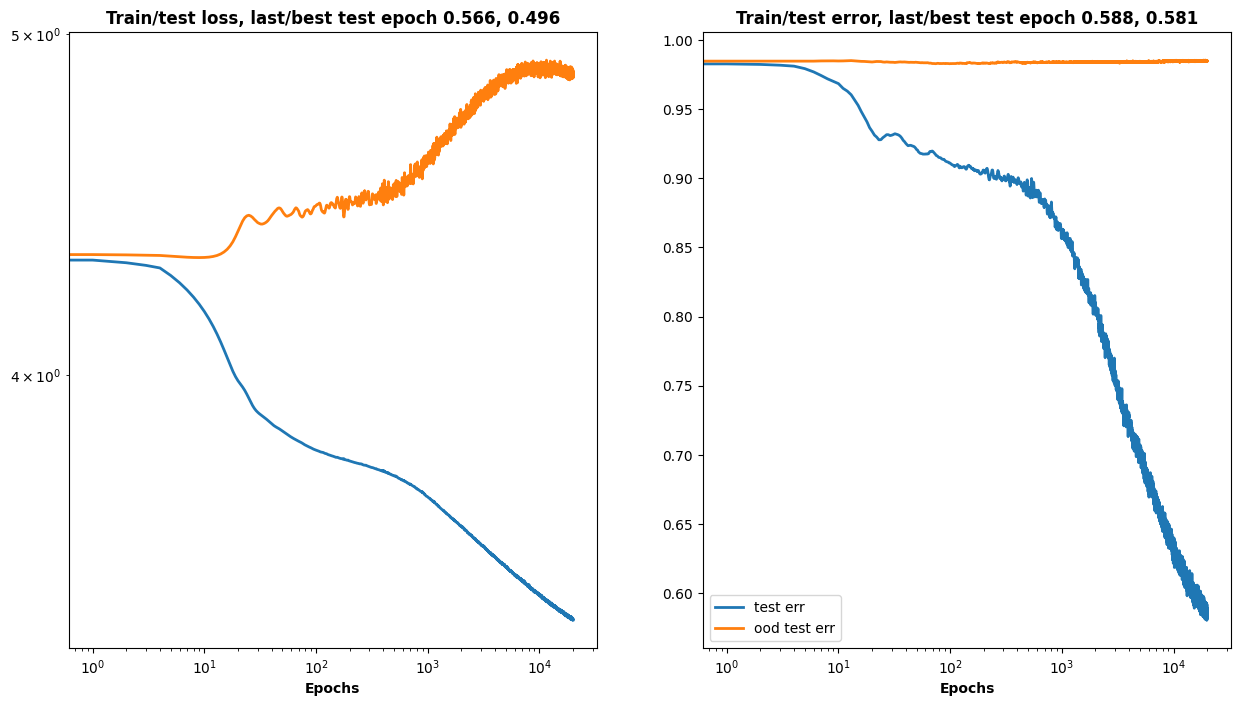 Train/test loss, last/best test epoch 0.566, 0.496
5 × 10⁰
4 × 10⁰
10⁰
10¹
10²
10³
10⁴
Epochs
Train/test error, last/best test epoch 0.588, 0.581
1.00
0.95
0.90
0.85
0.80
0.75
0.70
0.65
0.60
test err
ood test err
10⁰
10¹
10²
10³
10⁴
Epochs